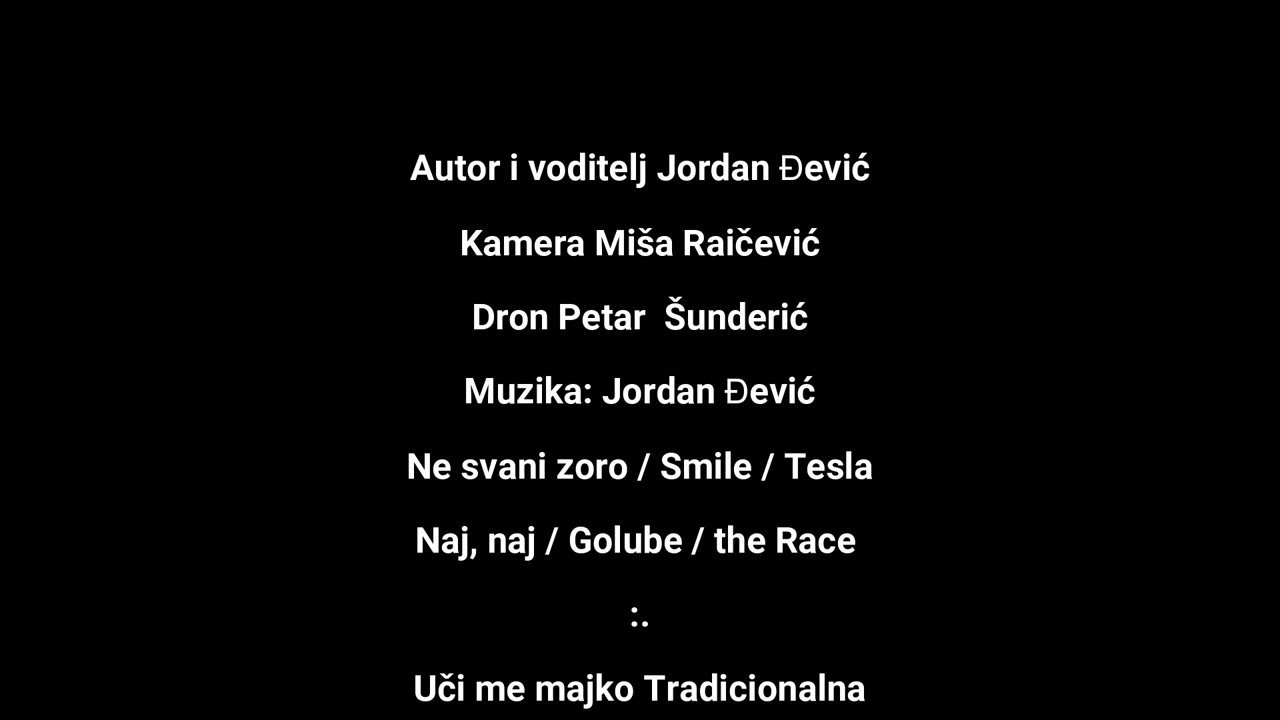 Autor i voditelj Jordan Đević
Kamera Miša Raičević
Dron Petar  Šunderić
Muzika: Jordan Đević
Ne svani zoro / Smile / Tesla
Naj, naj / Golube / the Race
:.
Uči me majko Tradicionalna